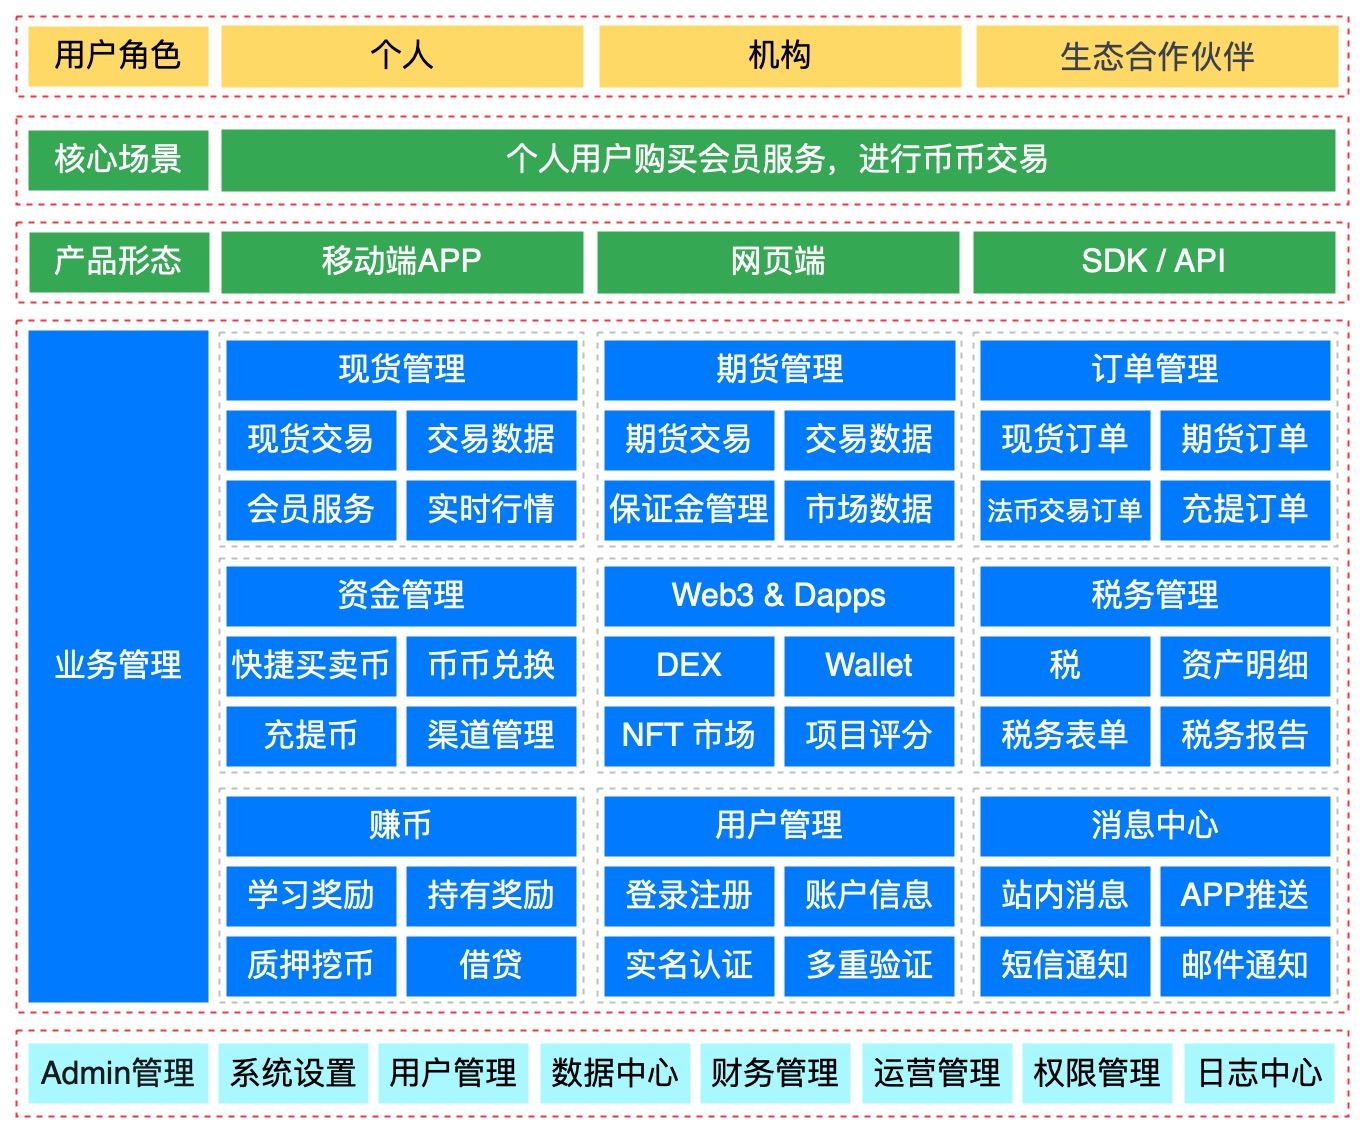 用户角色
个人
机构
生态合作伙伴
核心场景
个人用户购买会员服务，进行币币交易
产品形态
移动端APP
网页端
SDK / API
业务管理
现货管理
现货交易
交易数据
会员服务
实时行情
期货管理
期货交易
交易数据
保证金管理
市场数据
订单管理
现货订单
期货订单
法币交易订单
充提订单
资金管理
快捷买卖币
币币兑换
充提币
渠道管理
Web3 & Dapps
DEX
Wallet
NFT 市场
项目评分
税务管理
税
资产明细
税务表单
税务报告
赚币
学习奖励
持有奖励
质押挖币
借贷
用户管理
登录注册
账户信息
实名认证
多重验证
消息中心
站内消息
APP推送
短信通知
邮件通知
Admin管理
系统设置
用户管理
数据中心
财务管理
运营管理
权限管理
日志中心